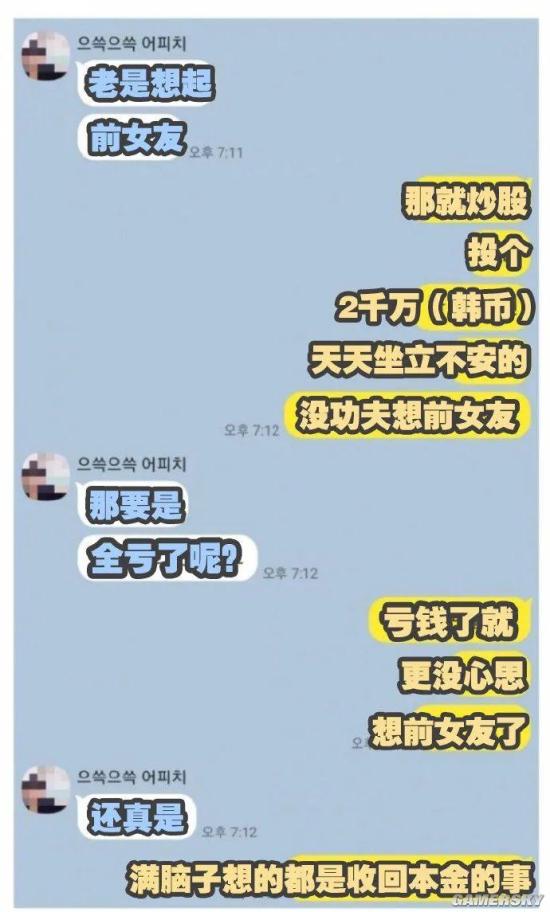 으쓱으쓱 어피치
老是想起
前女友
오후 7:11
那就炒股
投个
2千万(韩币)
天天坐立不安的
没功夫想前女友
오후 7:12
으쓱으쓱 어피치
那要是
全亏了呢?
오후 7:12
亏钱了就
更没心思
想前女友了
오후
으쓱으쓱 어피치
还真是
오후 7:12
满脑子想的都是收回本金的事
GAMERSKY